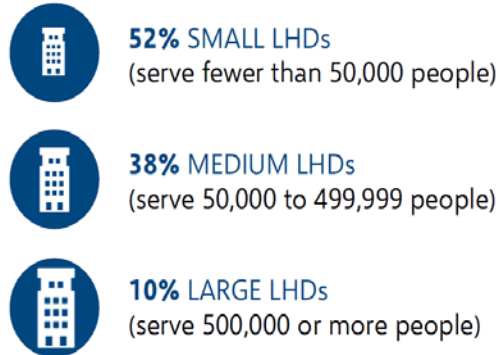 52% SMALL LHDs
(serve fewer than 50,000 people)
38% MEDIUM LHDs
(serve 50,000 to 499,999 people)
10% LARGE LHDs
(serve 500,000 or more people)